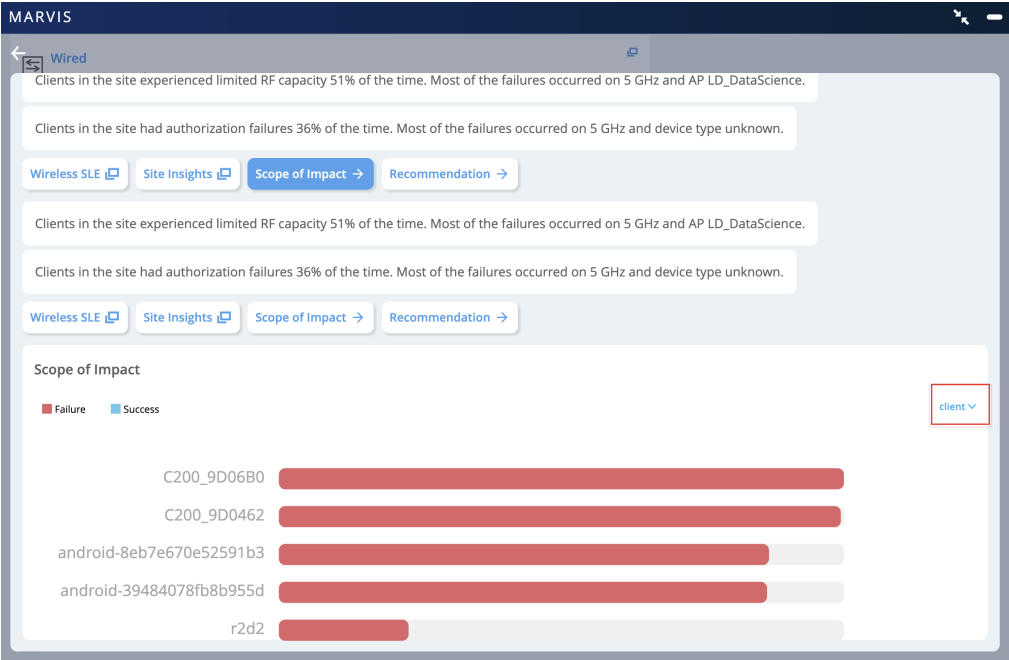 MARVIS
Wired
Clients in the site experienced limited RF capacity 51% of the time. Most of the failures occurred on 5 GHz and AP LD_DataScience.
Clients in the site had authorization failures 36% of the time. Most of the failures occurred on 5 GHz and device type unknown.
Wireless SLE Site Insights Scope of Impact → Recommendation →
Clients in the site experienced limited RF capacity 51% of the time. Most of the failures occurred on 5 GHz and AP LD_DataScience.
Clients in the site had authorization failures 36% of the time. Most of the failures occurred on 5 GHz and device type unknown.
Wireless SLE Site Insights Scope of Impact → Recommendation →
Scope of Impact
Failure Success
client
C200_9D06B0
C200_9D0462
android-8eb7e670e52591b3
android-39484078fb8b955d
r2d2